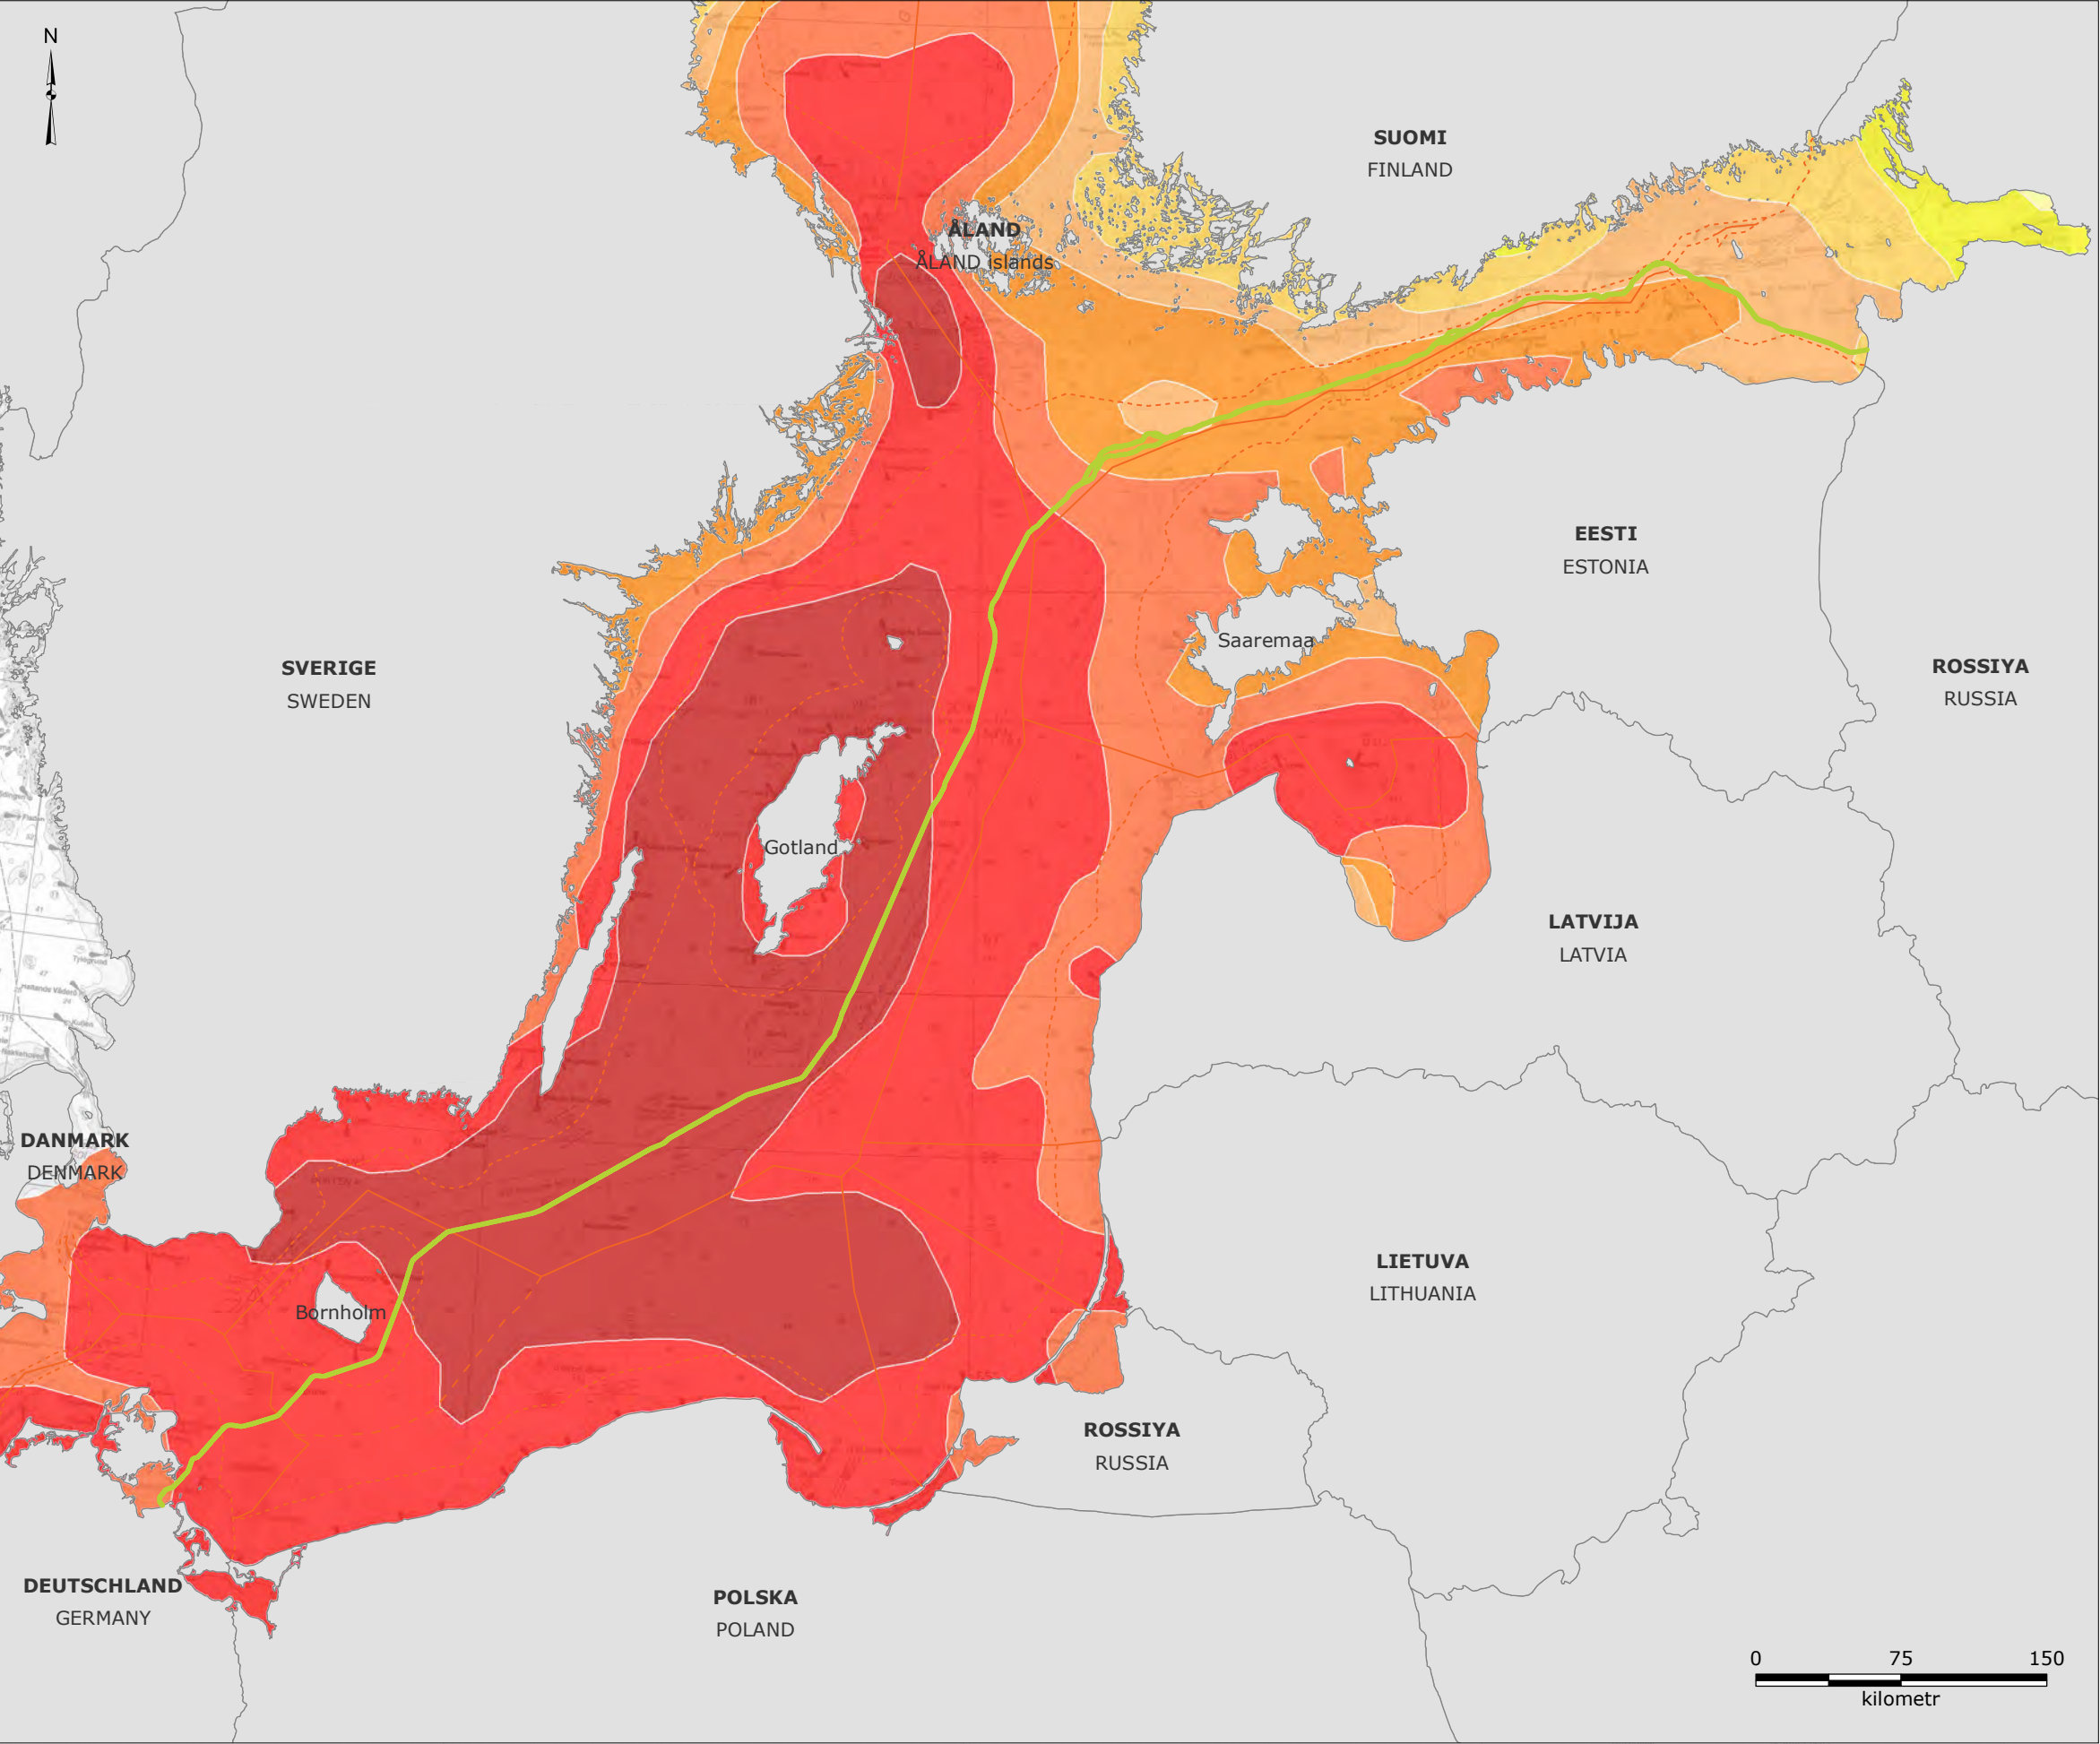 N
SUOMI
FINLAND
ÅLAND
ÅLAND islands
EESTI
ESTONIA
Saaremaa
SVERIGE
SWEDEN
ROSSIYA
RUSSIA
Gotland
LATVIJA
LATVIA
DANMARK
DENMARK
LIETUVA
LITHUANIA
Bornholm
ROSSIYA
RUSSIA
DEUTSCHLAND
GERMANY
POLSKA
POLAND
0 75 150
kilometr